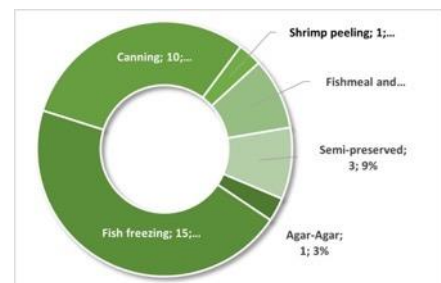 Shrimp peeling; 1;...
Canning; 10;...
Fishmeal and...
Semi-preserved;
3; 9%
Fish freezing; 15;...
Agar-Agar;
1; 3%